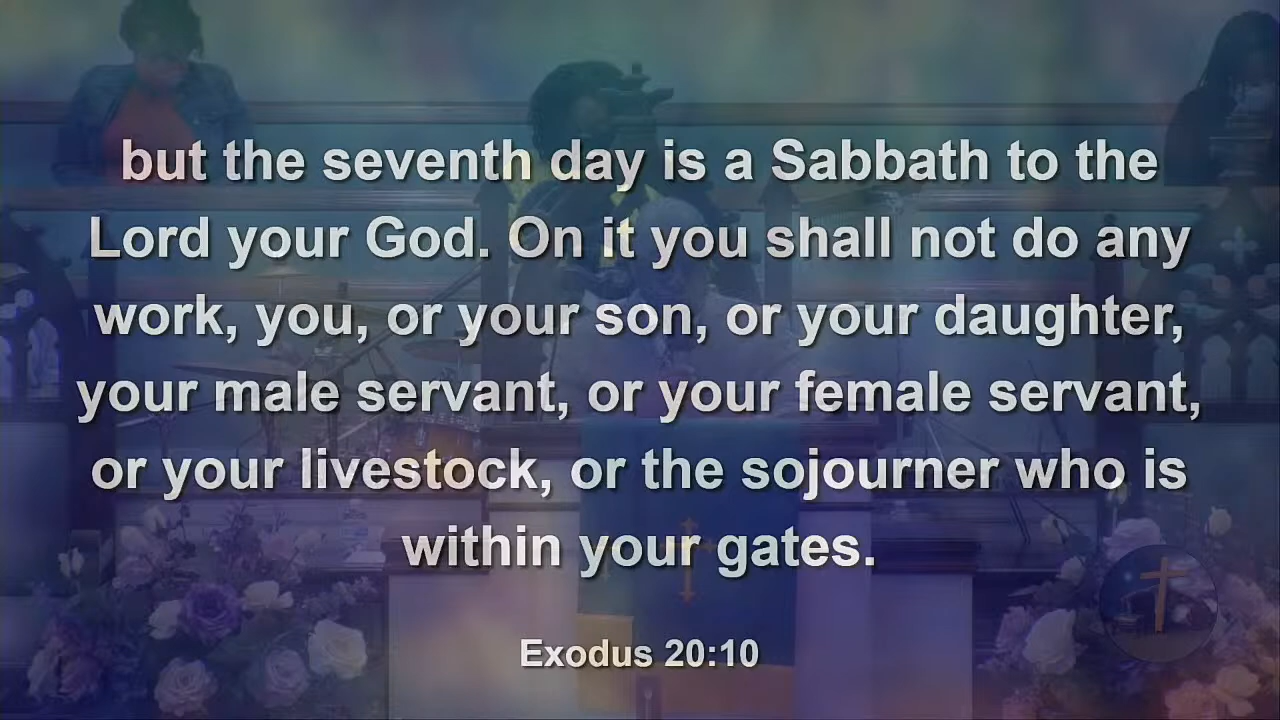 but the seventh day is a Sabbath to the
Lord your God. On it you shall not do any
work, you, or your son, or your daughter,
your male servant, or your female servant,
or your livestock, or the sojourner who is
within your gates.
Exodus 20:10